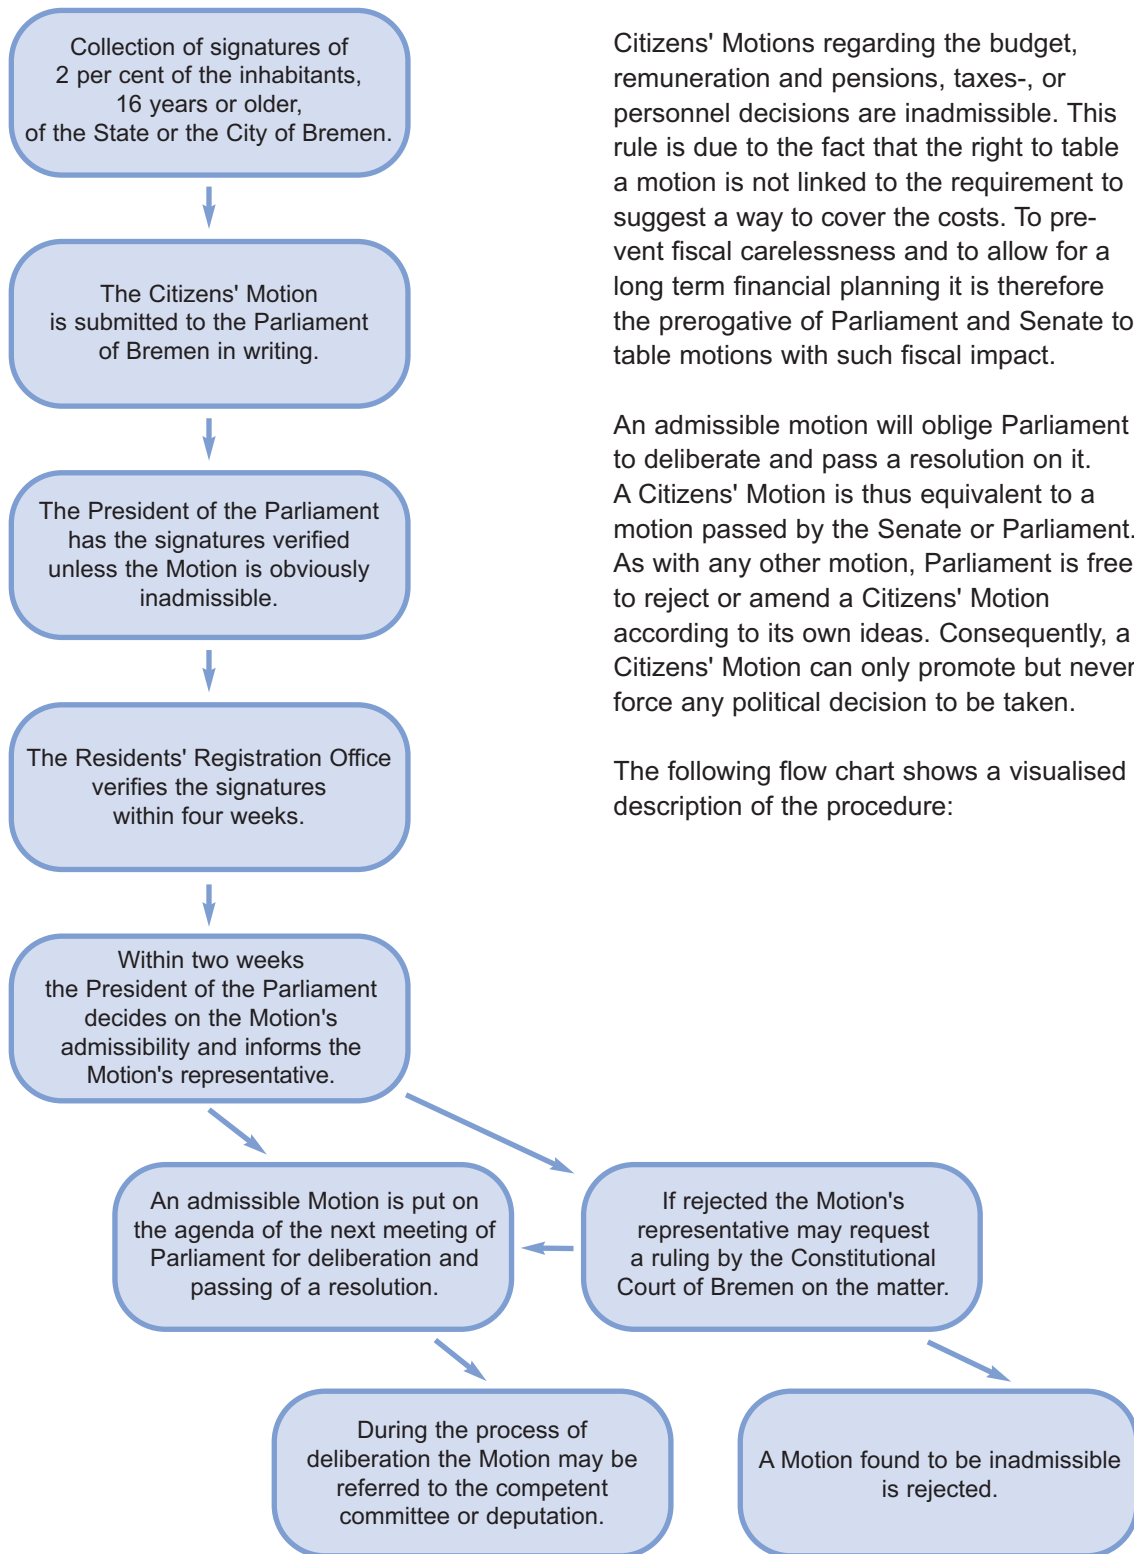 Collection of signatures of
2 per cent of the inhabitants,
16 years or older,
of the State or the City of Bremen.
The Citizens' Motion
is submitted to the Parliament
of Bremen in writing.
The President of the Parliament
has the signatures verified
unless the Motion is obviously
inadmissible.
The Residents' Registration Office
verifies the signatures
within four weeks.
Within two weeks
the President of the Parliament
decides on the Motion's
admissibility and informs the
Motion's representative.
Citizens' Motions regarding the budget,
remuneration and pensions, taxes-, or
personnel decisions are inadmissible. This
rule is due to the fact that the right to table
a motion is not linked to the requirement to
suggest a way to cover the costs. To pre-
vent fiscal carelessness and to allow for a
long term financial planning it is therefore
the prerogative of Parliament and Senate to
table motions with such fiscal impact.
An admissible motion will oblige Parliament
to deliberate and pass a resolution on it.
A Citizens' Motion is thus equivalent to a
motion passed by the Senate or Parliament.
As with any other motion, Parliament is free
to reject or amend a Citizens' Motion
according to its own ideas. Consequently, a
Citizens' Motion can only promote but never
force any political decision to be taken.
The following flow chart shows a visualised
description of the procedure:
An admissible Motion is put on
the agenda of the next meeting of
Parliament for deliberation and
passing of a resolution.
If rejected the Motion's
representative may request
a ruling by the Constitutional
Court of Bremen on the matter.
During the process of
deliberation the Motion may be
referred to the competent
committee or deputation.
A Motion found to be inadmissible
is rejected.